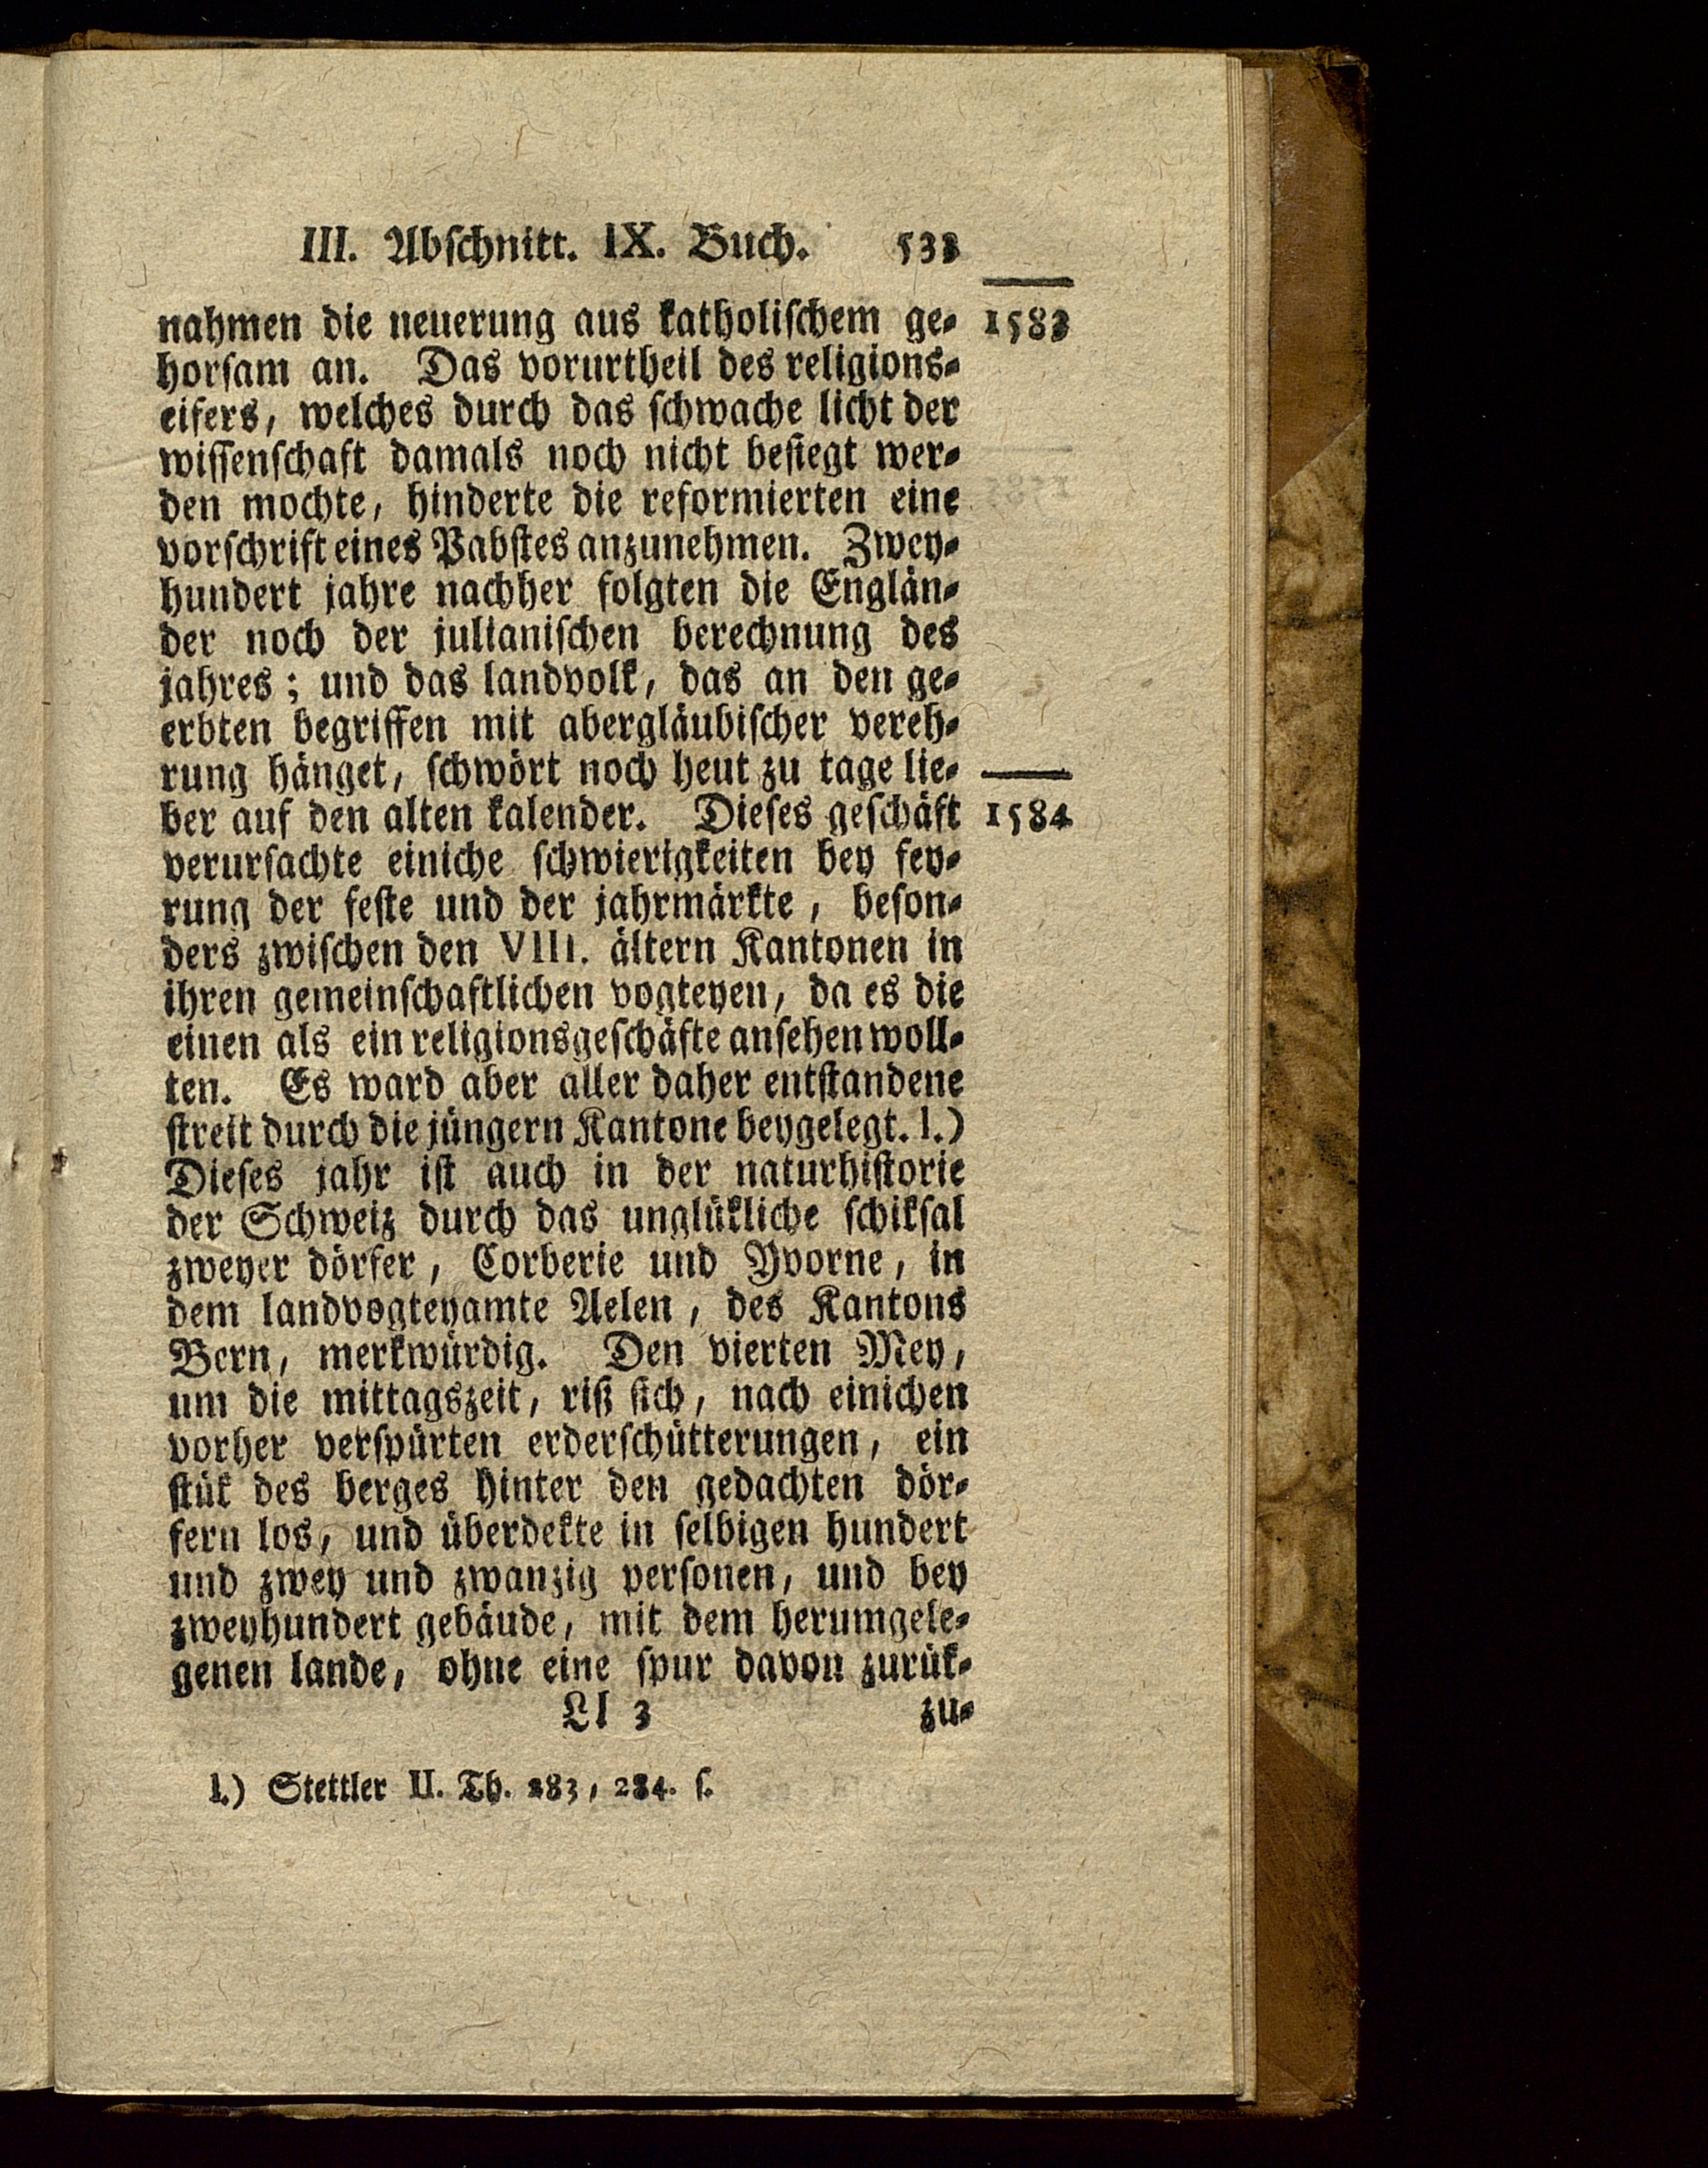 III. Abschnitt. IX. Buch. 533
nahmen die neuerung aus katholischem ge- 1583
horsam an. Das vorurtheil des religions-
eifers, welches durch das schwache licht der
wissenschaft damals noch nicht besiegt wer-
den mochte, hinderte die reformierten eine
vorschrift eines Pabstes anzunehmen. Zwey-
hundert jahre nachher folgten die Englän-
der noch der julianischen berechnung des
jahres; und das landvolk, das an den ge-
erbten begriffen mit abergläubischer vereh-
rung hänget, schwört noch heut zu tage lie-
ber auf den alten kalender. Dieses geschäft 1584
verursachte einiche schwierigkeiten bey fey-
rung der feste und der jahrmärkte, beson-
ders zwischen den VIII. ältern Kantonen in
ihren gemeinschaftlichen vogteyen, da es die
einen als ein religionsgeschäfte ansehen woll-
ten. Es ward aber aller daher entstandene
streit durch die jüngern Kantone beygelegt. l.)
Dieses jahr ist auch in der naturhistorie
der Schweiz durch das unglükliche schiksal
zweyer dörfer, Corberie und Yvorne, in
dem landvogteyamte Aelen, des Kantons
Bern, merkwürdig. Den vierten Mey,
um die mittagszeit, riß sich, nach einichen
vorher verspürten erderschütterungen, ein
stük des berges hinter den gedachten dör-
fern los, und überdekte in selbigen hundert
und zwey und zwanzig personen, und bey
zweyhundert gebäude, mit dem herumgele-
genen lande, ohne eine spur davon zurük-
Ll 3 zu-
l.) Stettler II. Th. 283, 284. s.